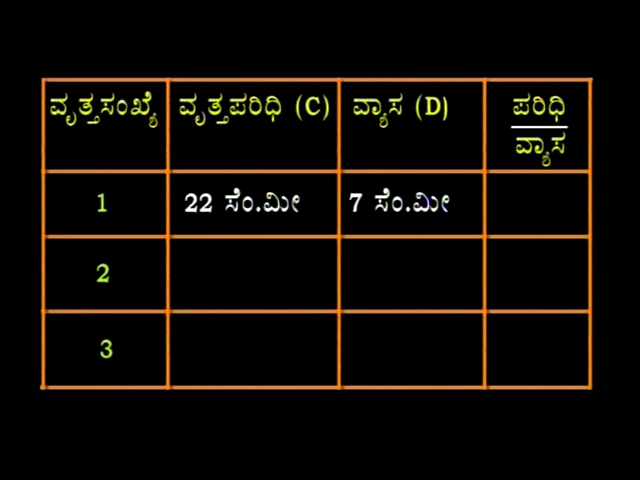 ವೃತ್ತಸಂಖ್ಯೆ ವೃತ್ತಪರಿಧಿ (C) ವ್ಯಾಸ (D) ಪರಿಧಿ
ವ್ಯಾಸ
1 22 ಸೆಂ.ಮೀ 7 ಸೆಂ.ಮೀ
2
3